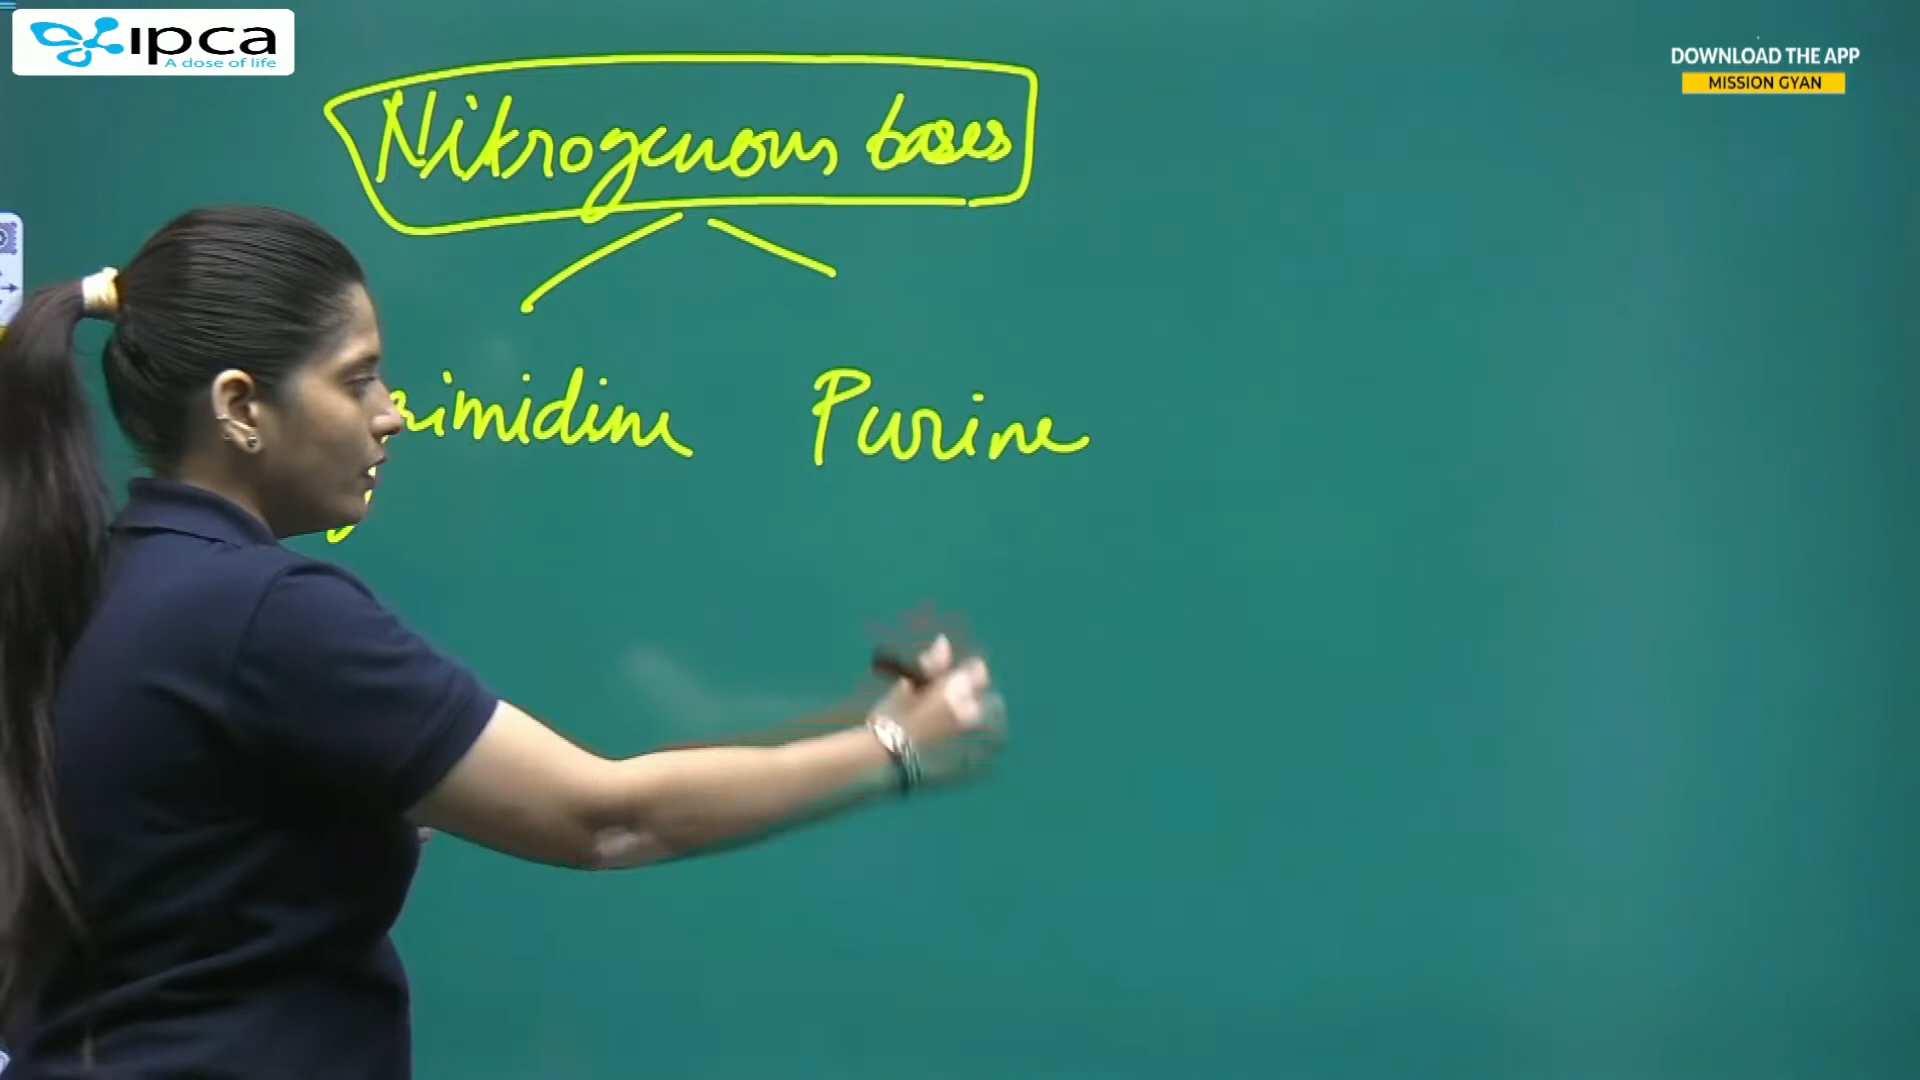 ipca
A dose of life
DOWNLOAD THE APP
MISSION GYAN
Nitrogenous bases
rimidine Purine